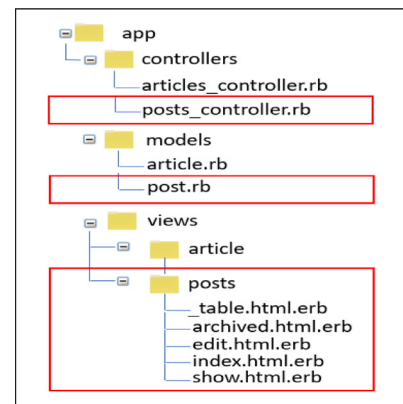 app
controllers
articles_controller.rb
posts_controller.rb
models
article.rb
post.rb
views
article
posts
_table.html.erb
archived.html.erb
edit.html.erb
index.html.erb
show.html.erb